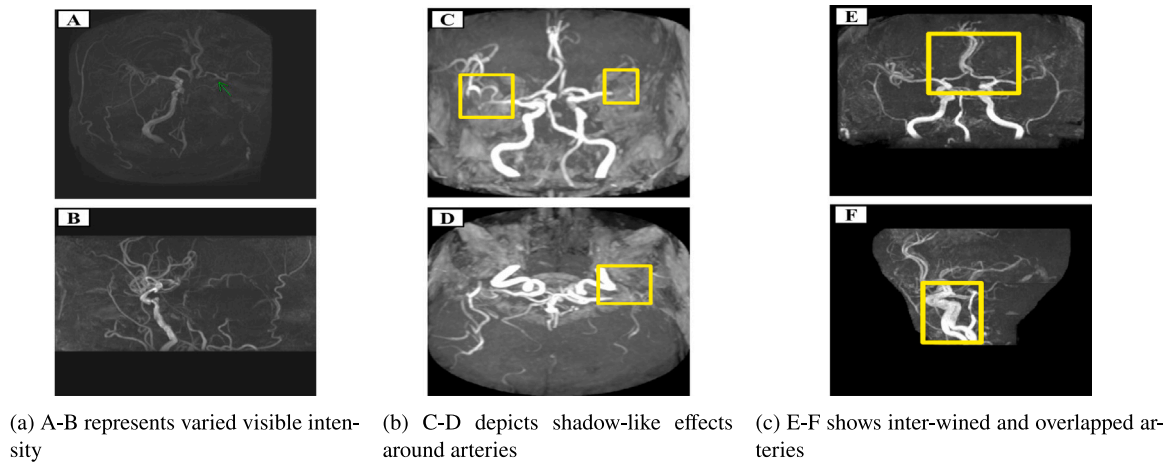 A
C
E
B
D
F
(a) A-B represents varied visible inten-
sity
(b) C-D depicts shadow-like effects
around arteries
(c) E-F shows inter-wined and overlapped ar-
teries